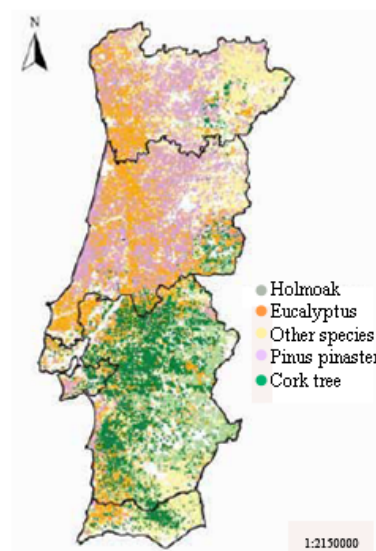 N
Holmoak
Eucalyptus
Other species
Pinus pinaster
Cork tree
1:2150000